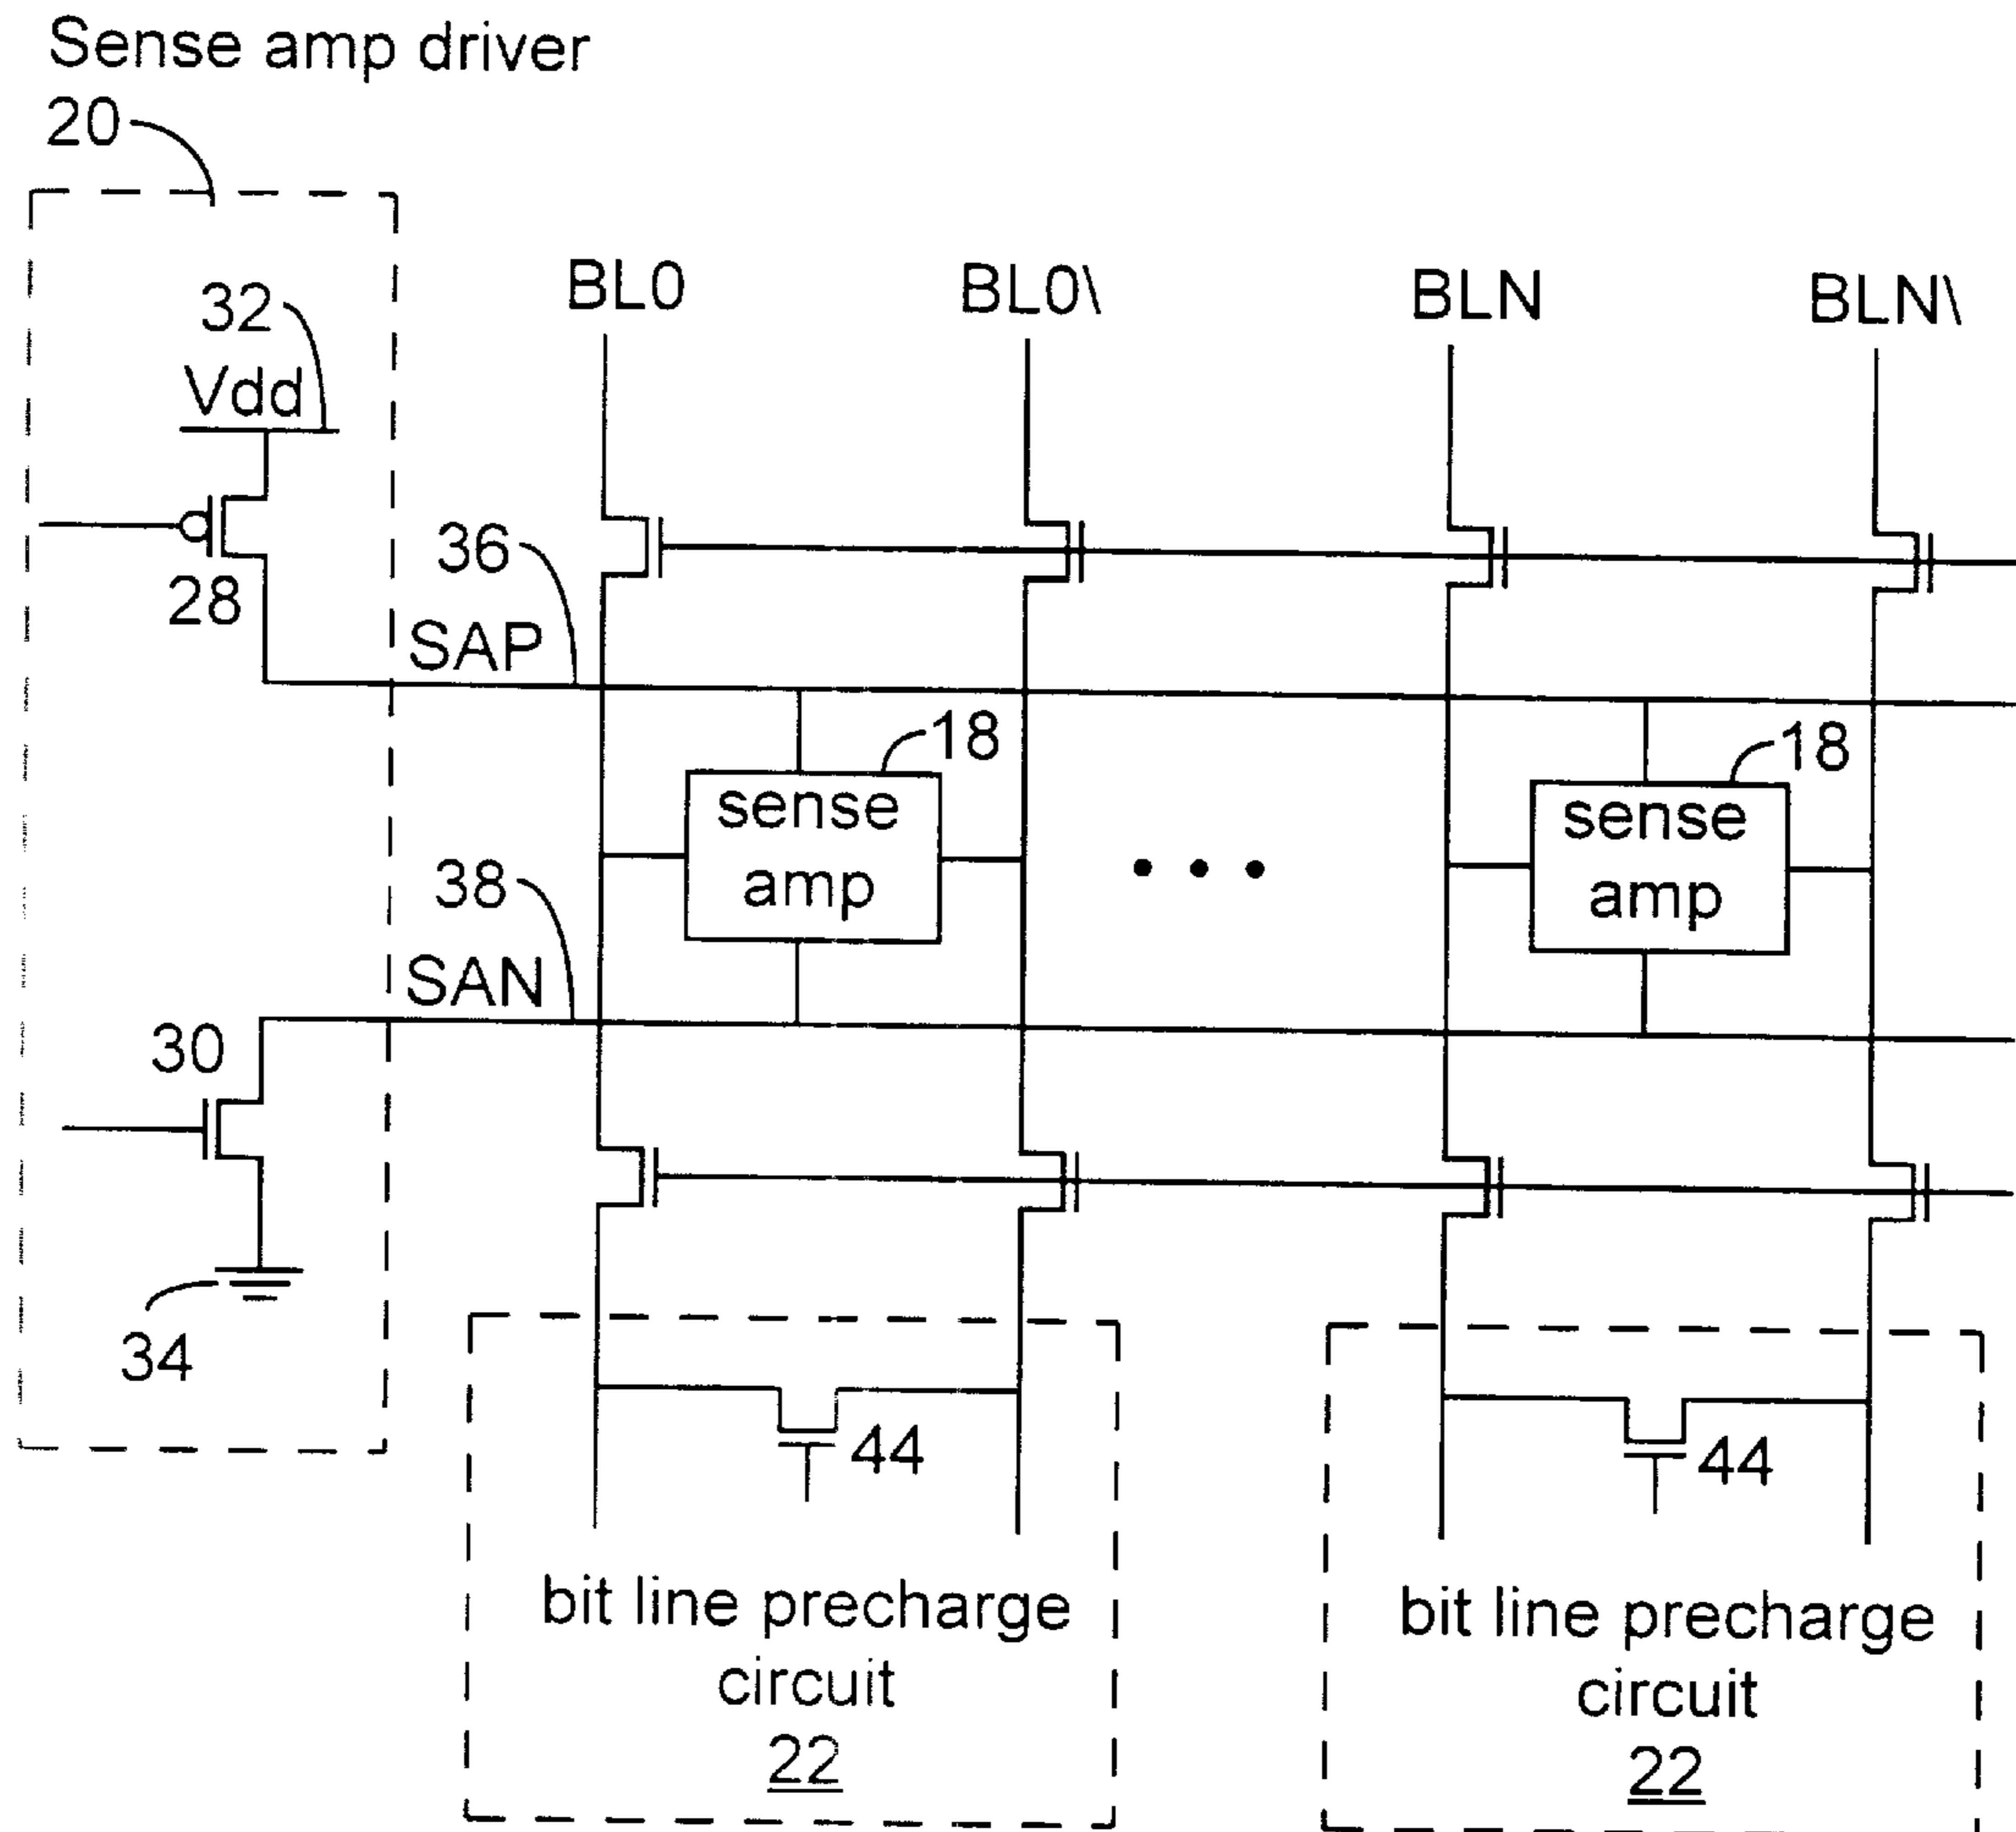 Sense amp driver
20
32
Vdd
28
BL0
BL0\
BLN
BLN\
36
SAP
18
sense
amp
18
sense
amp
38
SAN
30
34
44
44
bit line precharge
circuit
22
bit line precharge
circuit
22